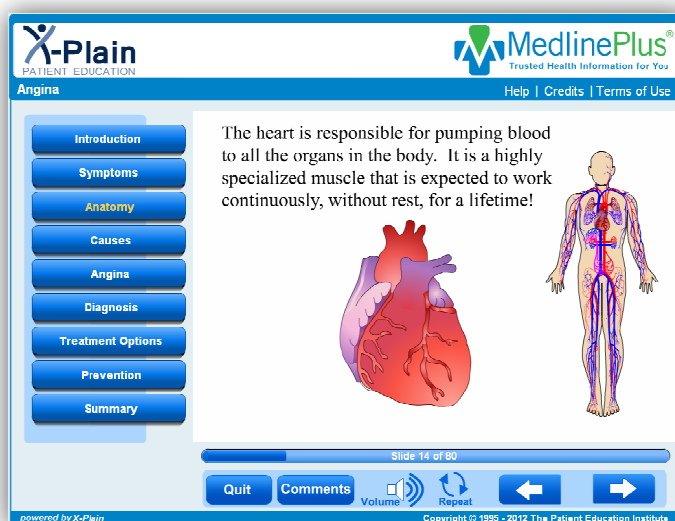 X-Plain
PATIENT EDUCATION
MedlinePlus®
Trusted Health Information for You
Angina
Help | Credits | Terms of Use
Introduction
Symptoms
Anatomy
Causes
Angina
Diagnosis
Treatment Options
Prevention
Summary
The heart is responsible for pumping blood
to all the organs in the body.  It is a highly
specialized muscle that is expected to work
continuously, without rest, for a lifetime!
Slide 14 of 80
Quit
Comments
Volume
Repeat
powered by X-Plain
Copyright © 1995 - 2012 The Patient Education Institute